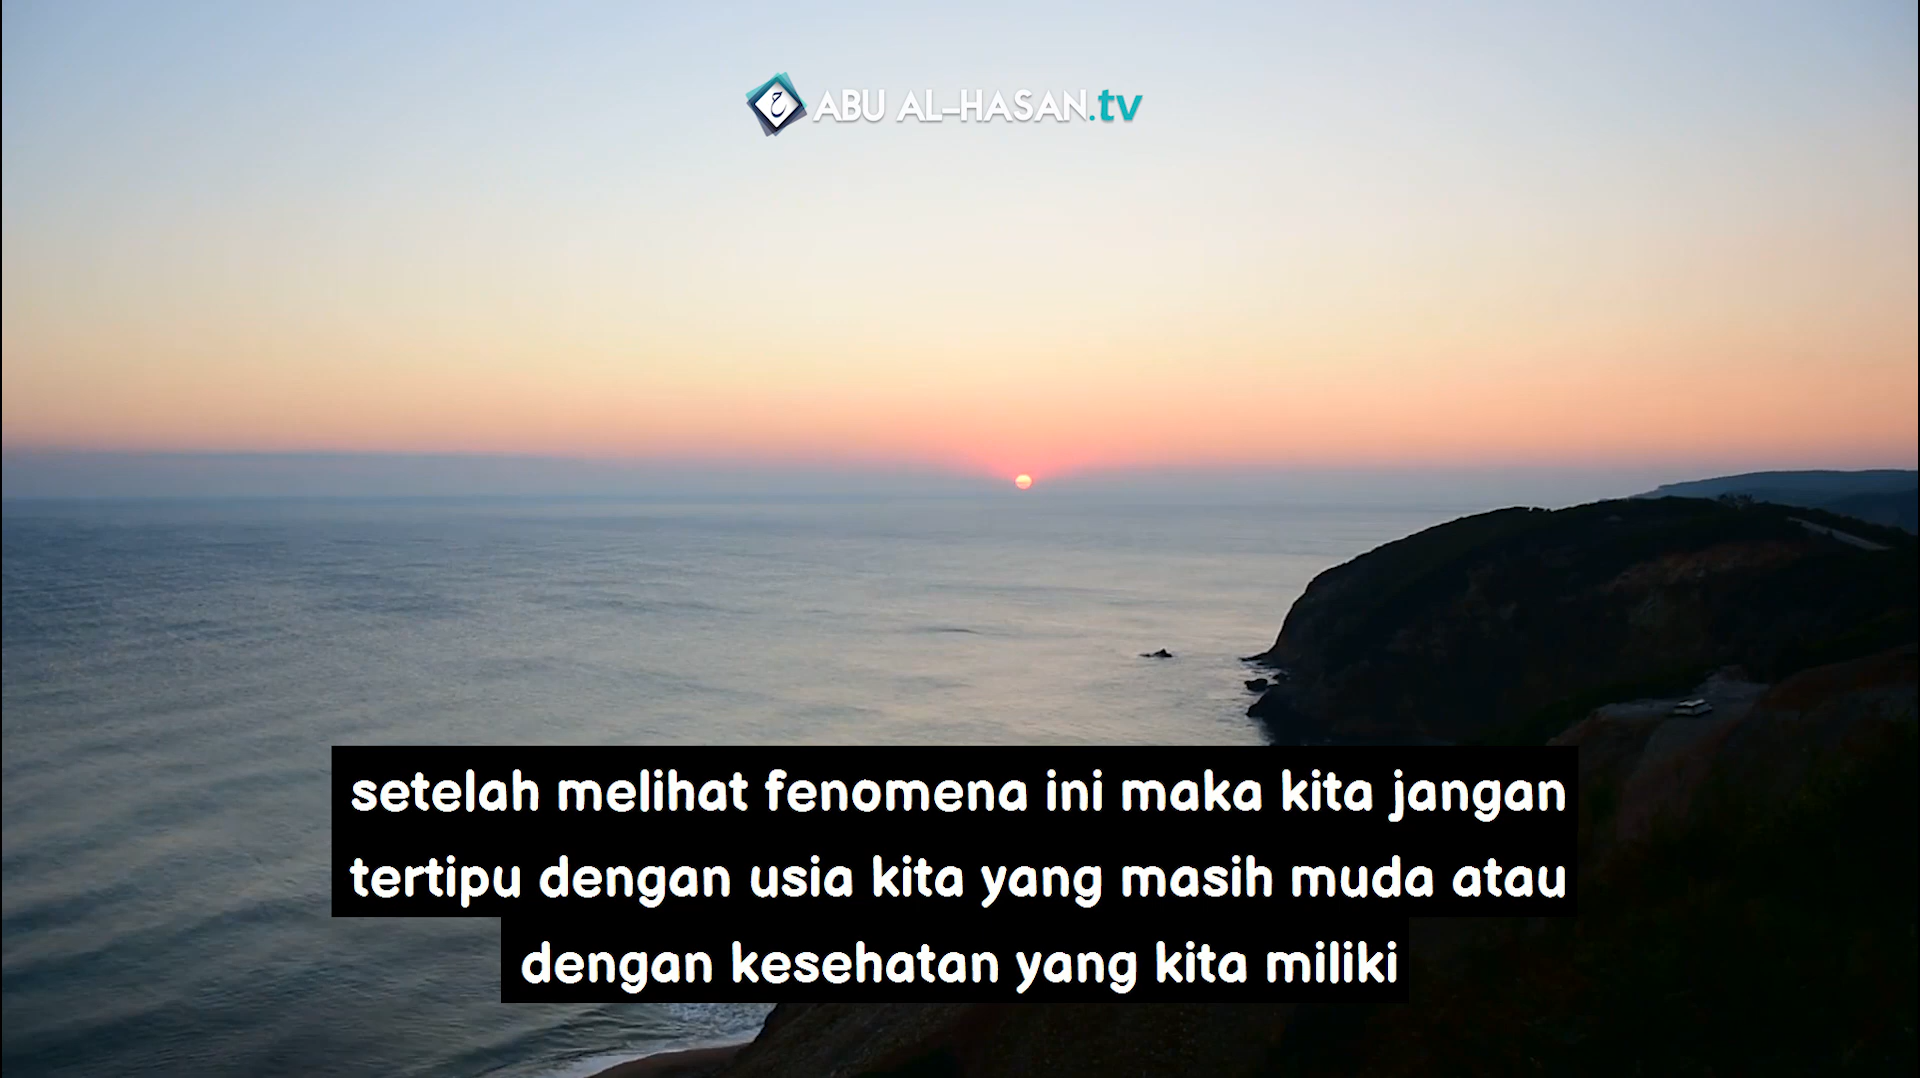 ح ABU AL-HASAN.tv
setelah melihat fenomena ini maka kita jangan
tertipu dengan usia kita yang masih muda atau
dengan kesehatan yang kita miliki